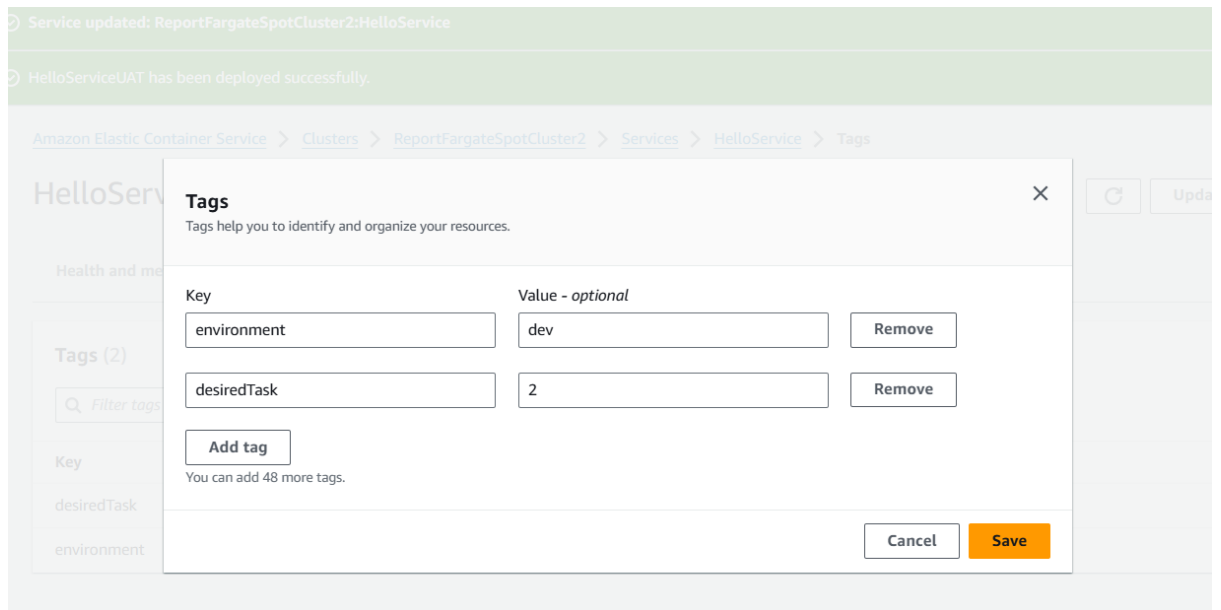 Service updated: ReportFargateSpotCluster2:HelloService
HelloServiceUAT has been deployed successfully.
Amazon Elastic Container Service > Clusters > ReportFargateSpotCluster2 > Services > HelloService > Tags
HelloServ
Upda
Tags
Tags help you to identify and organize your resources.
Health and me
Key Value - optional
environment dev Remove
Tags (2)
desiredTask 2 Remove
Filter tags
Add tag
Key
You can add 48 more tags.
desiredTask
Cancel Save
environment